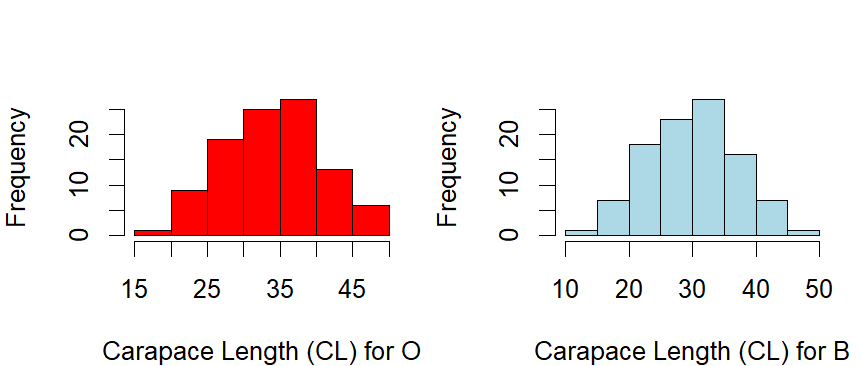 Frequency
0 10 20
15 25 35 45
Carapace Length (CL) for O
Frequency
0 10 20
10 20 30 40 50
Carapace Length (CL) for B